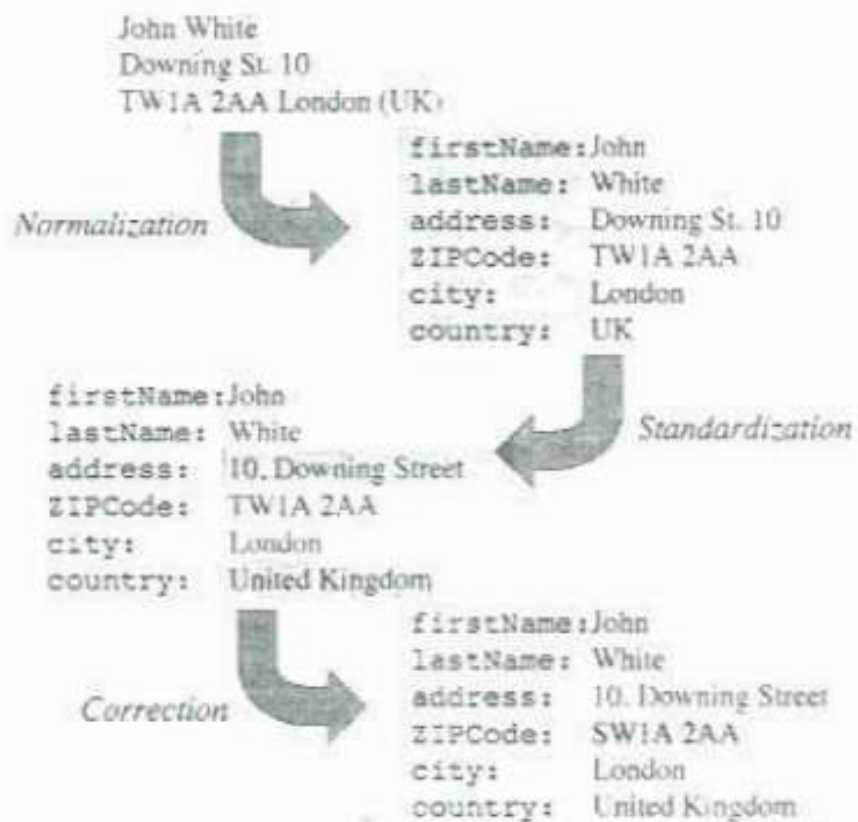 John White
Downing St. 10
TW1A 2AA London (UK)
Normalization
firstName: John
lastName: White
address: Downing St. 10
ZIPCode: TW1A 2AA
city: London
country: UK
Standardization
firstName: John
lastName: White
address: 10, Downing Street
ZIPCode: TW1A 2AA
city: London
country: United Kingdom
Correction
firstName: John
lastName: White
address: 10, Downing Street
ZIPCode: SW1A 2AA
city: London
country: United Kingdom